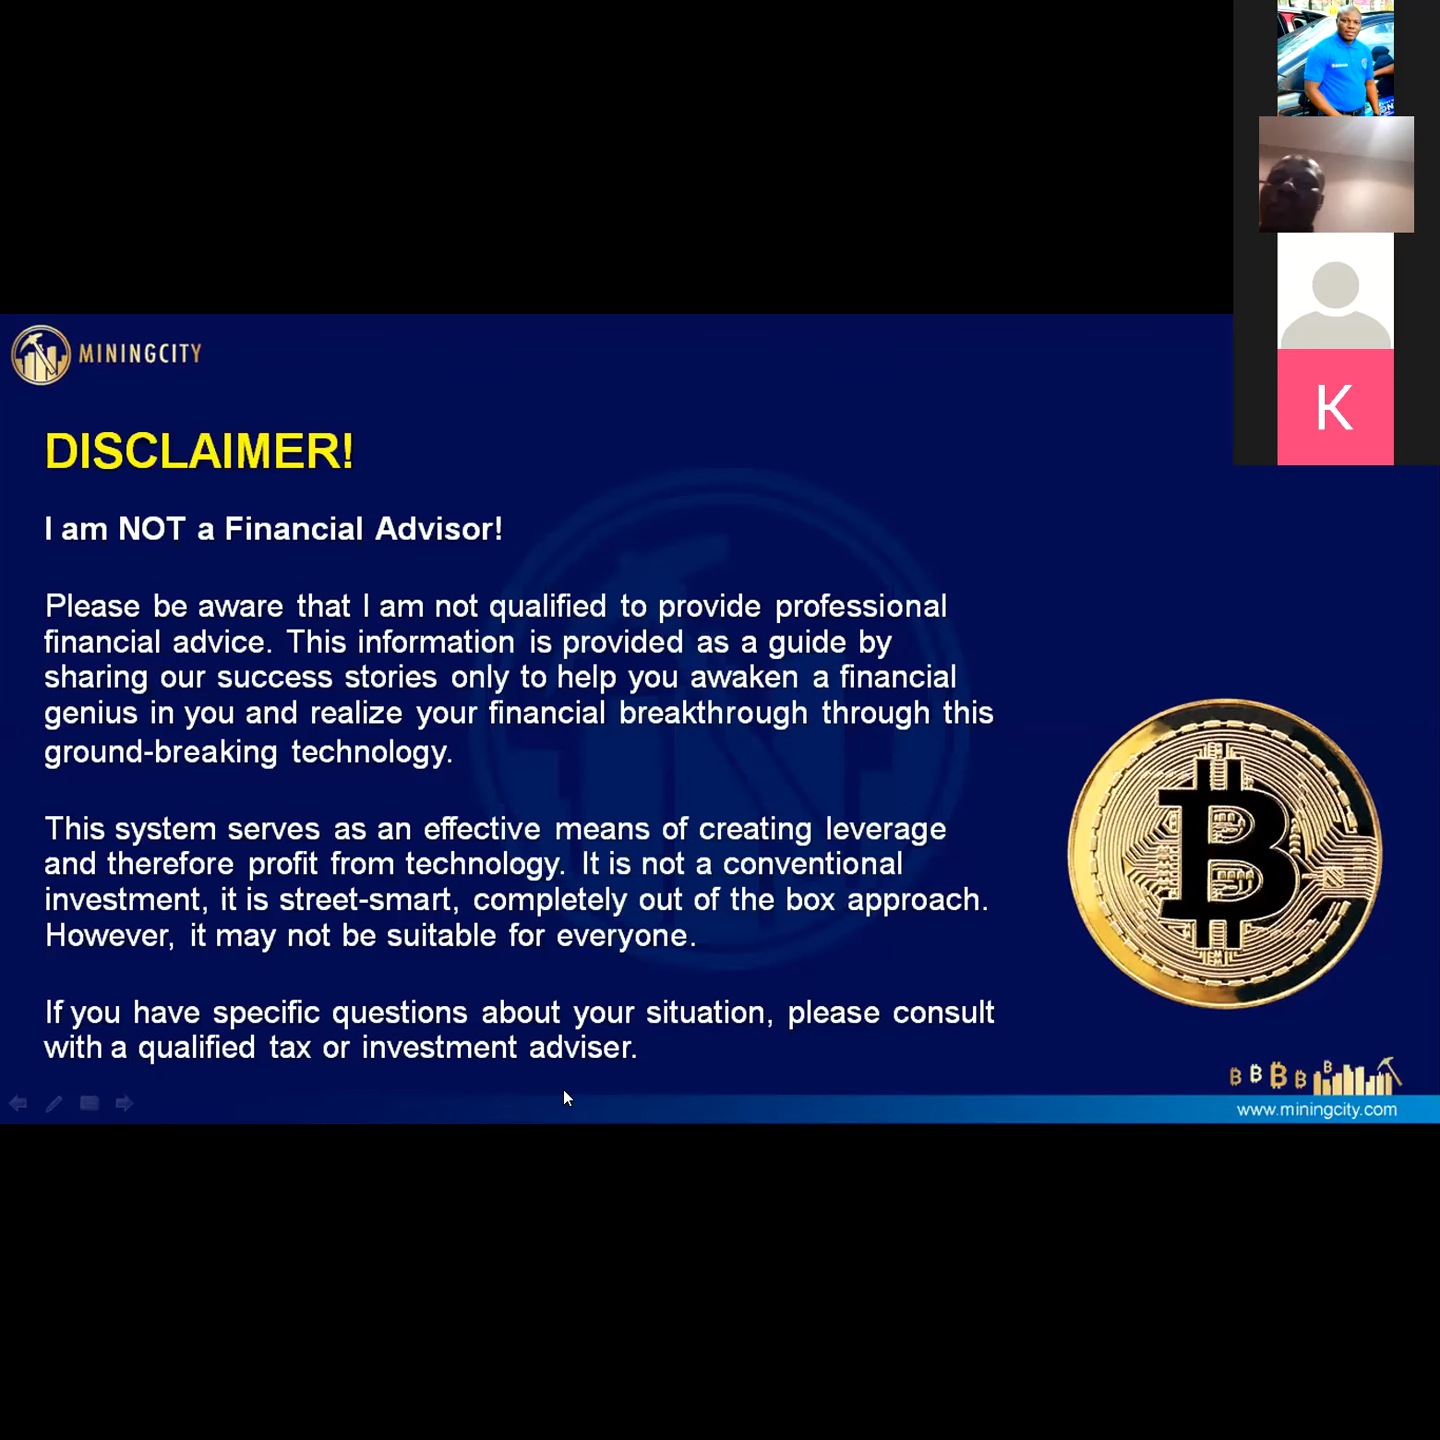 MININGCITY
DISCLAIMER!
I am NOT a Financial Advisor!
Please be aware that I am not qualified to provide professional
financial advice. This information is provided as a guide by
sharing our success stories only to help you awaken a financial
genius in you and realize your financial breakthrough through this
ground-breaking technology.
This system serves as an effective means of creating leverage
and therefore profit from technology. It is not a conventional
investment, it is street-smart, completely out of the box approach.
However, it may not be suitable for everyone.
If you have specific questions about your situation, please consult
with a qualified tax or investment adviser.
www.miningcity.com
K